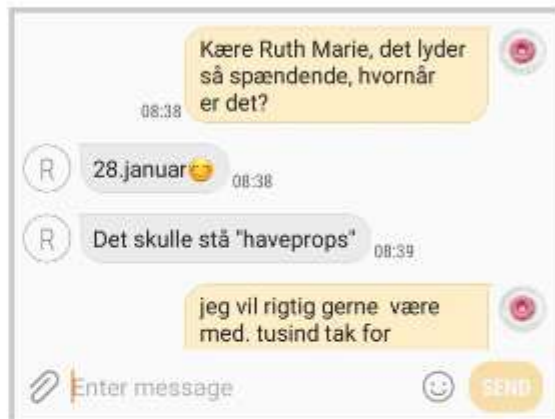 Kære Ruth Marie, det lyder
så spændende, hvornår
er det?
08:38
R
28.januar😊
08:38
R
Det skulle stå "haveprops"
08:39
jeg vil rigtig gerne være
med. tusind tak for
Enter message
SEND